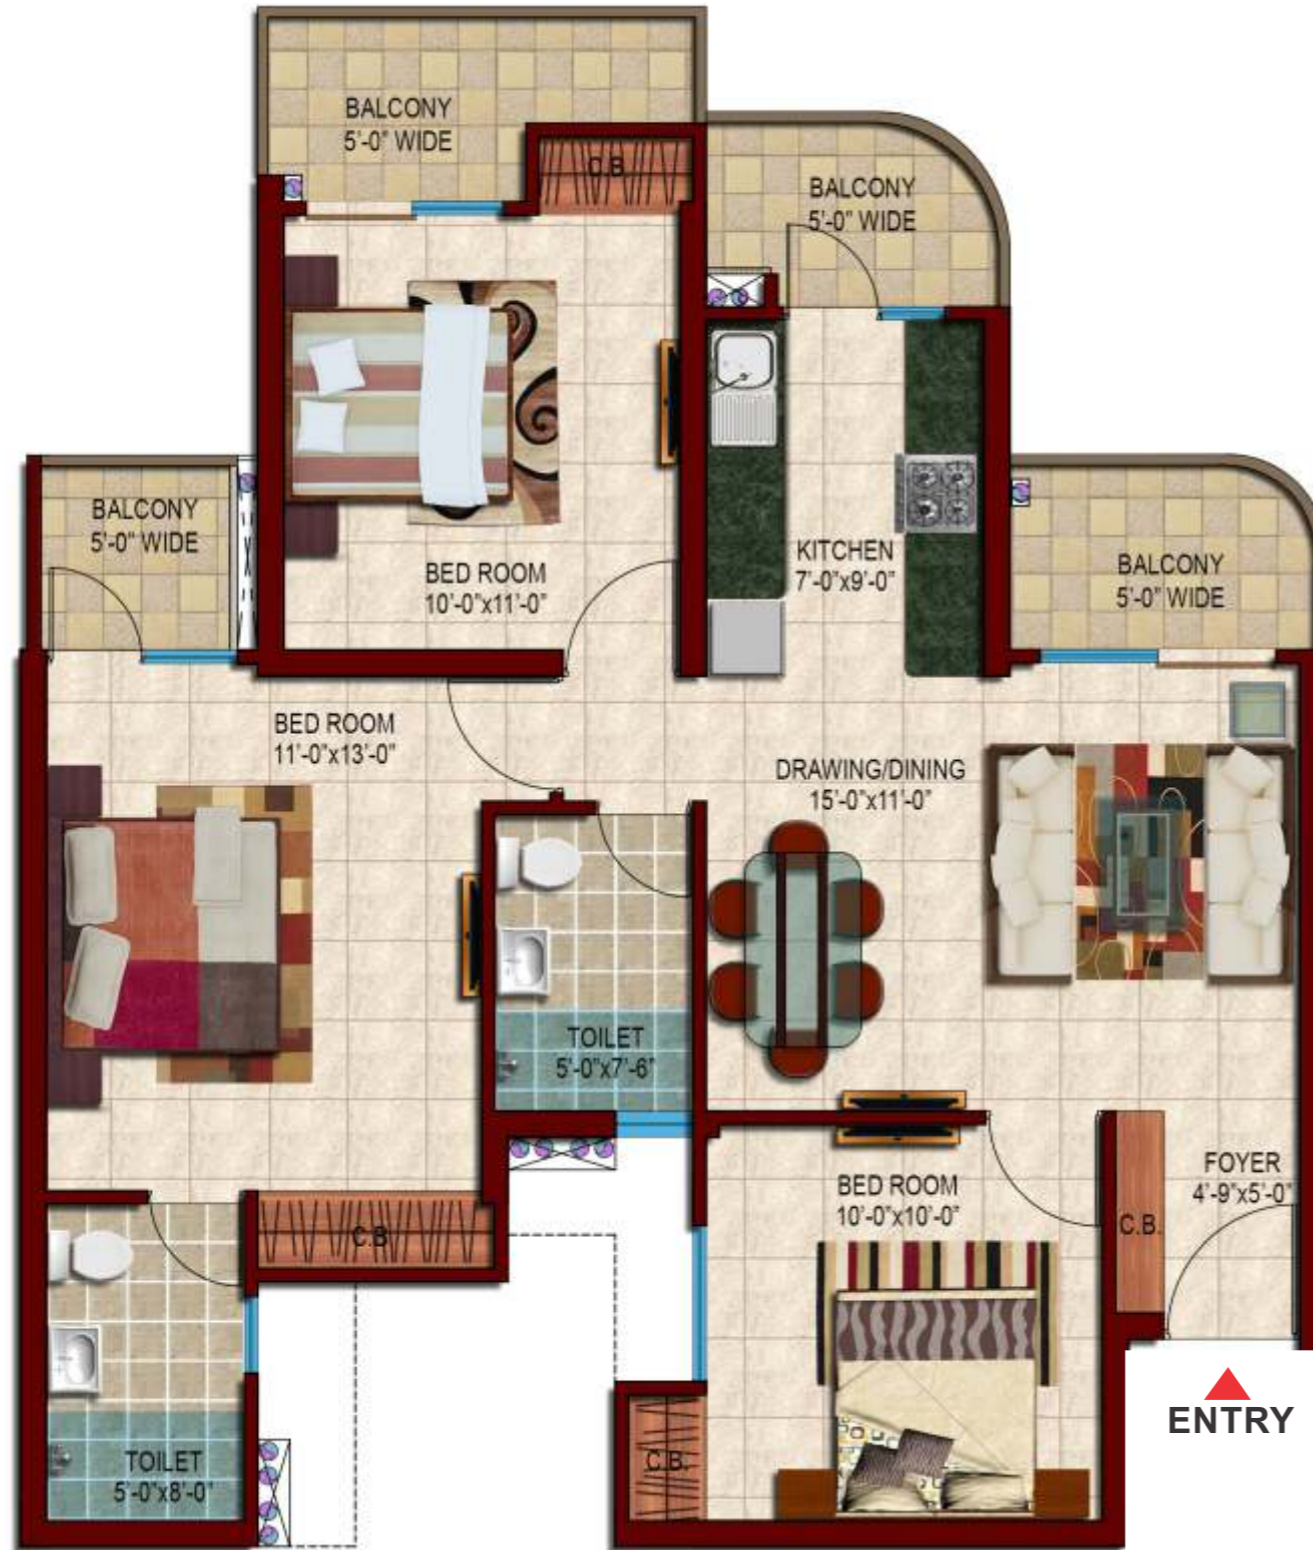 BALCONY
5'-0" WIDE
C.B.
BALCONY
5'-0" WIDE
BALCONY
5'-0" WIDE
BED ROOM
10'-0"x11'-0"
KITCHEN
7'-0"x9'-0"
BALCONY
5'-0" WIDE
BED ROOM
11'-0"x13'-0"
DRAWING/DINING
15'-0"x11'-0"
TOILET
5'-0"x7'-6"
BED ROOM
10'-0"x10'-0"
FOYER
4'-9"x5'-0"
C.B.
C.B.
ENTRY
C.B.
TOILET
5'-0"x8'-0"